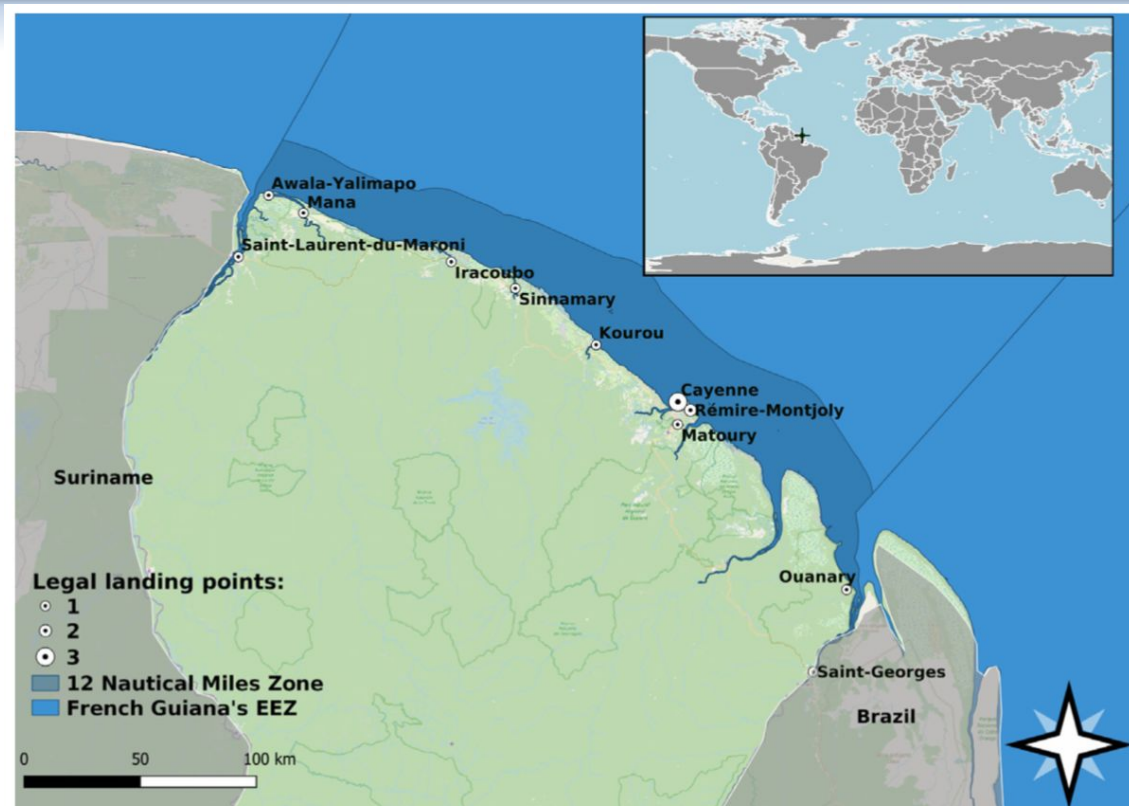 Awala-Yalimapo
Mana
Saint-Laurent-du-Maroni
Iracoubo
Sinnamary
Kourou
Cayenne
Rémire-Montjoly
Matoury
Suriname
Ouanary
Saint-Georges
Brazil
Legal landing points:
1
2
3
12 Nautical Miles Zone
French Guiana's EEZ
0 50 100 km